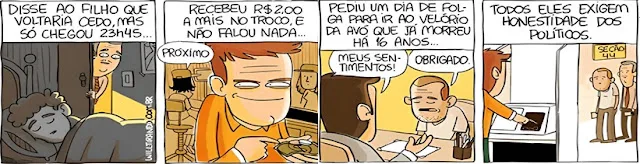 DISSE AO FILHO QUE
VOLTARIA CEDO, MAS
SÓ CHEGOU 23H45...
WILLTIRANDO.COM.BR
RECEBEU R$2,00
A MAIS NO TROCO, E
NÃO FALOU NADA...
PRÓXIMO
PEDIU UM DIA DE FOL-
GA PARA IR AO VELÓRIO
DA AVÓ QUE JÁ MORREU
HÁ 16 ANOS...
MEUS SEN-
TIMENTOS!
OBRIGADO.
TODOS ELES EXIGEM
HONESTIDADE DOS
POLÍTICOS.
SEÇÃO
44